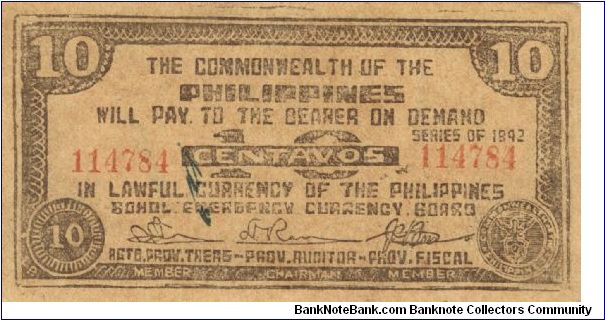 10 10
THE COMMONWEALTH OF THE
PHILIPPINES
WILL PAY TO THE BEARER ON DEMAND
SERIES OF 1942
114784 10 CENTAVOS 114784
IN LAWFUL CURRENCY OF THE PHILIPPINES
BOHOL EMERGENCY CURRENCY BOARD
10
ACTG. PROV. TREAS-PROV. AUDITOR-PROV. FISCAL
MEMBER CHAIRMAN MEMBER
BankNoteBank.com Banknote Collectors Community